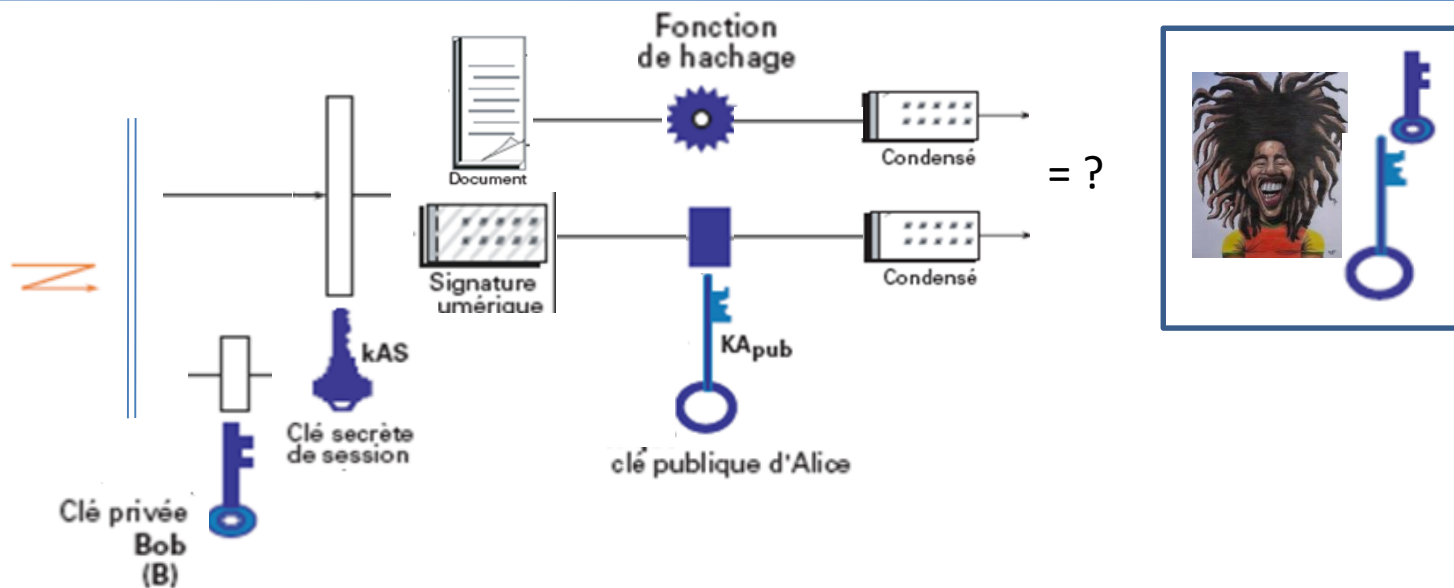 Fonction
de hachage
Document
Condensé
= ?
Signature
umérique
Condensé
kAS
KApub
Clé secrète
de session
clé publique d'Alice
Clé privée
Bob
(B)